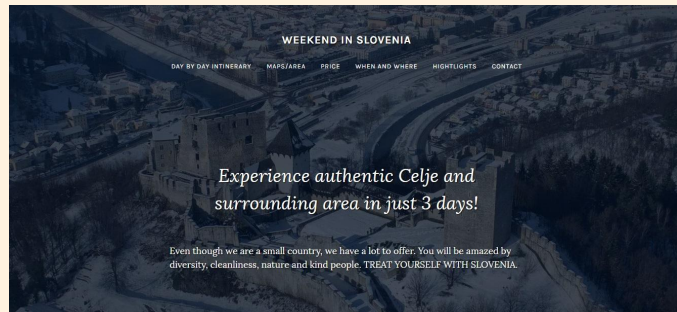 WEEKEND IN SLOVENIA
DAY BY DAY INTINERARY MAPS/AREA PRICE WHEN AND WHERE HIGHTLIGHTS CONTACT
Experience authentic Celje and
surrounding area in just 3 days!
Even though we are a small country, we have a lot to offer. You will be amazed by
diversity, cleanliness, nature and kind people. TREAT YOURSELF WITH SLOVENIA.